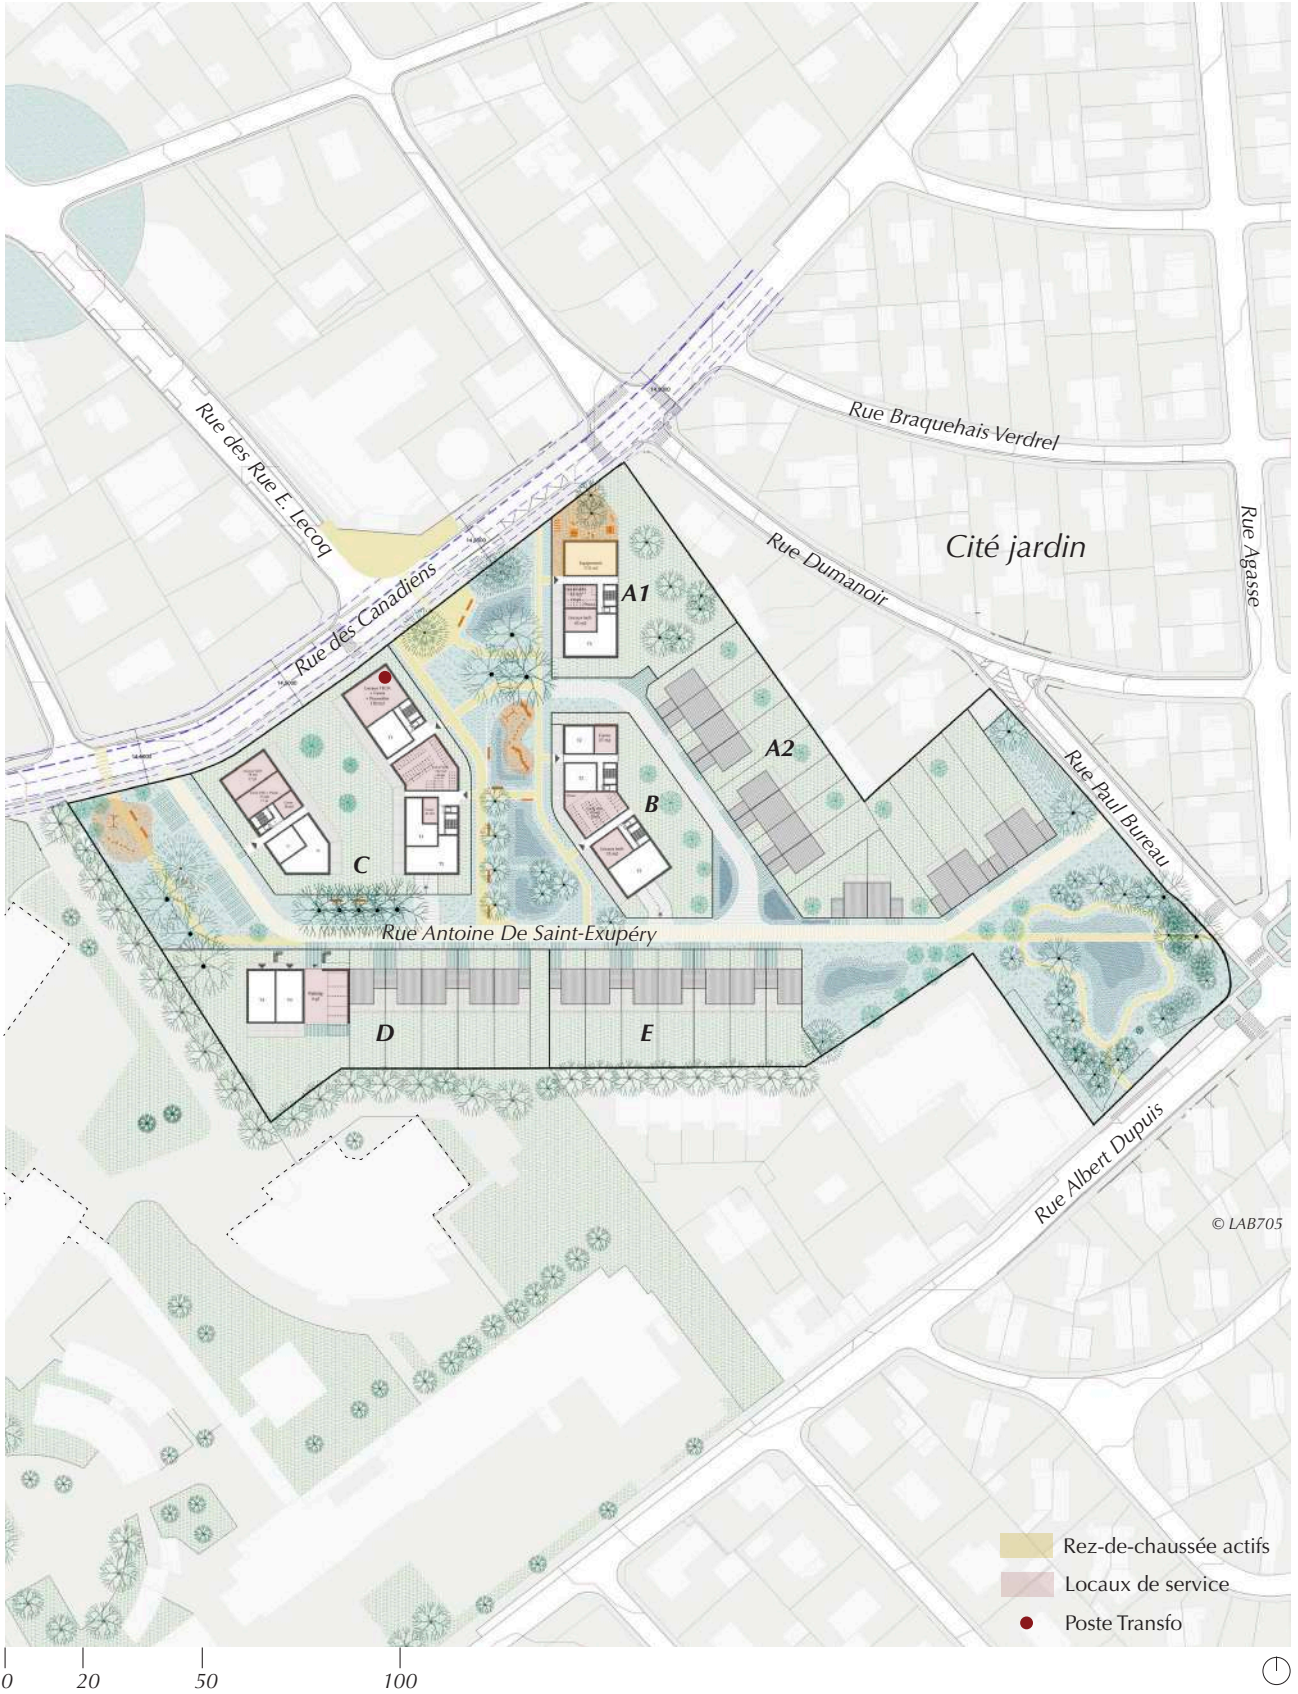 Rue Braquehais Verdrel
Rue des Rue E. Lecoq
Rue Agasse
Cité jardin
Rue Dumanoir
Rue des Canadiens
Equipement
A1
A2
Rue Paul Bureau
B
C
Rue Antoine De Saint-Exupéry
D
E
Rue Albert Dupuis
© LAB705
Rez-de-chaussée actifs
Locaux de service
Poste Transfo
0 20 50 100